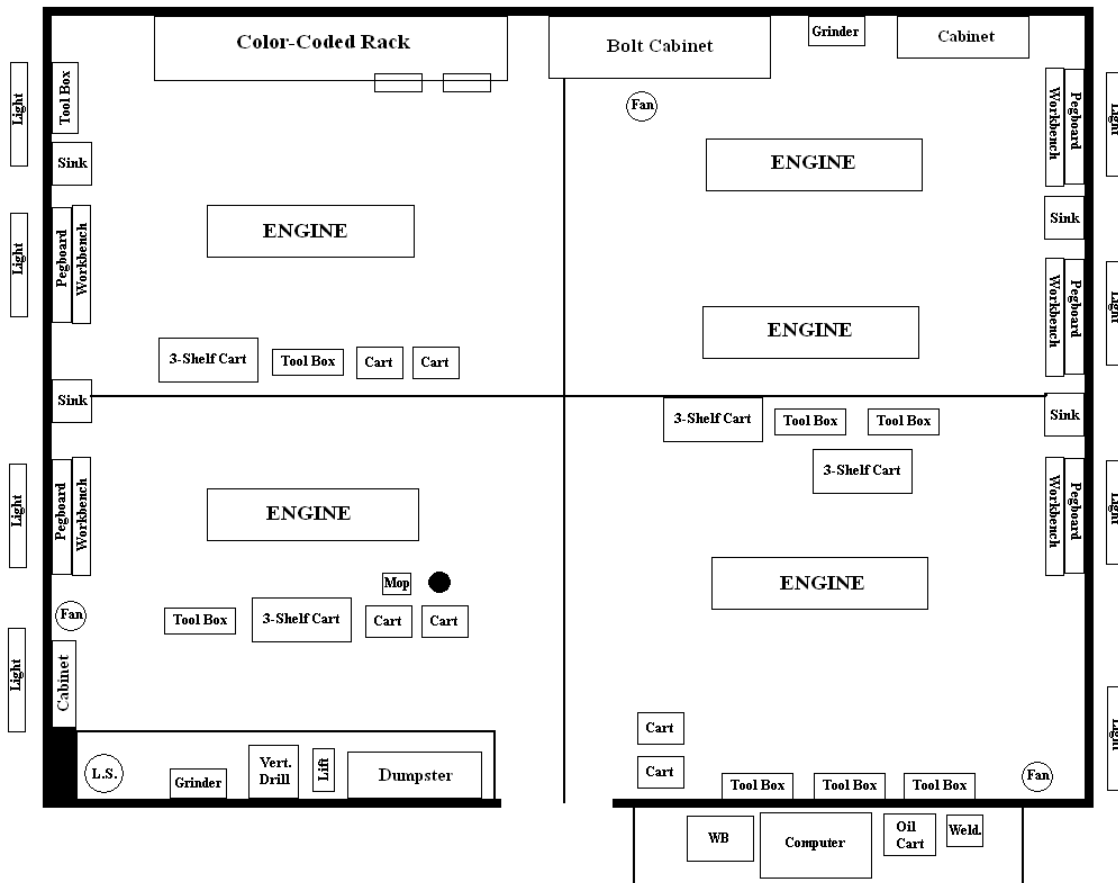 Color-Coded Rack
Bolt Cabinet
Grinder
Cabinet
Light
Tool Box
Fan
Workbench
Pegboard
Light
Sink
ENGINE
Sink
Light
Pegboard
Workbench
ENGINE
ENGINE
Workbench
Pegboard
Light
3-Shelf Cart
Tool Box
Cart
Cart
Sink
Sink
3-Shelf Cart
Tool Box
Tool Box
3-Shelf Cart
Light
Pegboard
Workbench
ENGINE
Workbench
Pegboard
Light
Mop
ENGINE
Fan
Tool Box
3-Shelf Cart
Cart
Cart
Light
Cabinet
Cart
Light
L.S.
Grinder
Vert.
Drill
Lift
Dumpster
Cart
Tool Box
Tool Box
Tool Box
Fan
WB
Computer
Oil
Cart
Weld.